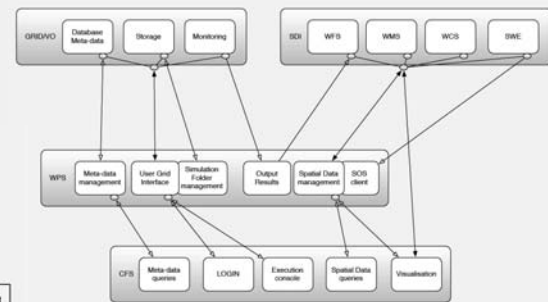 GRID/VO
Database
Meta-data
Storage
Monitoring
SDI
WFS
WMS
WCS
SWE
WPS
Meta-data
management
User Grid
Interface
Simulation
Folder
management
Output
Results
Spatial Data
management
SOS
client
CFS
Meta-data
queries
LOGIN
Execution
console
Spatial Data
queries
Visualisation